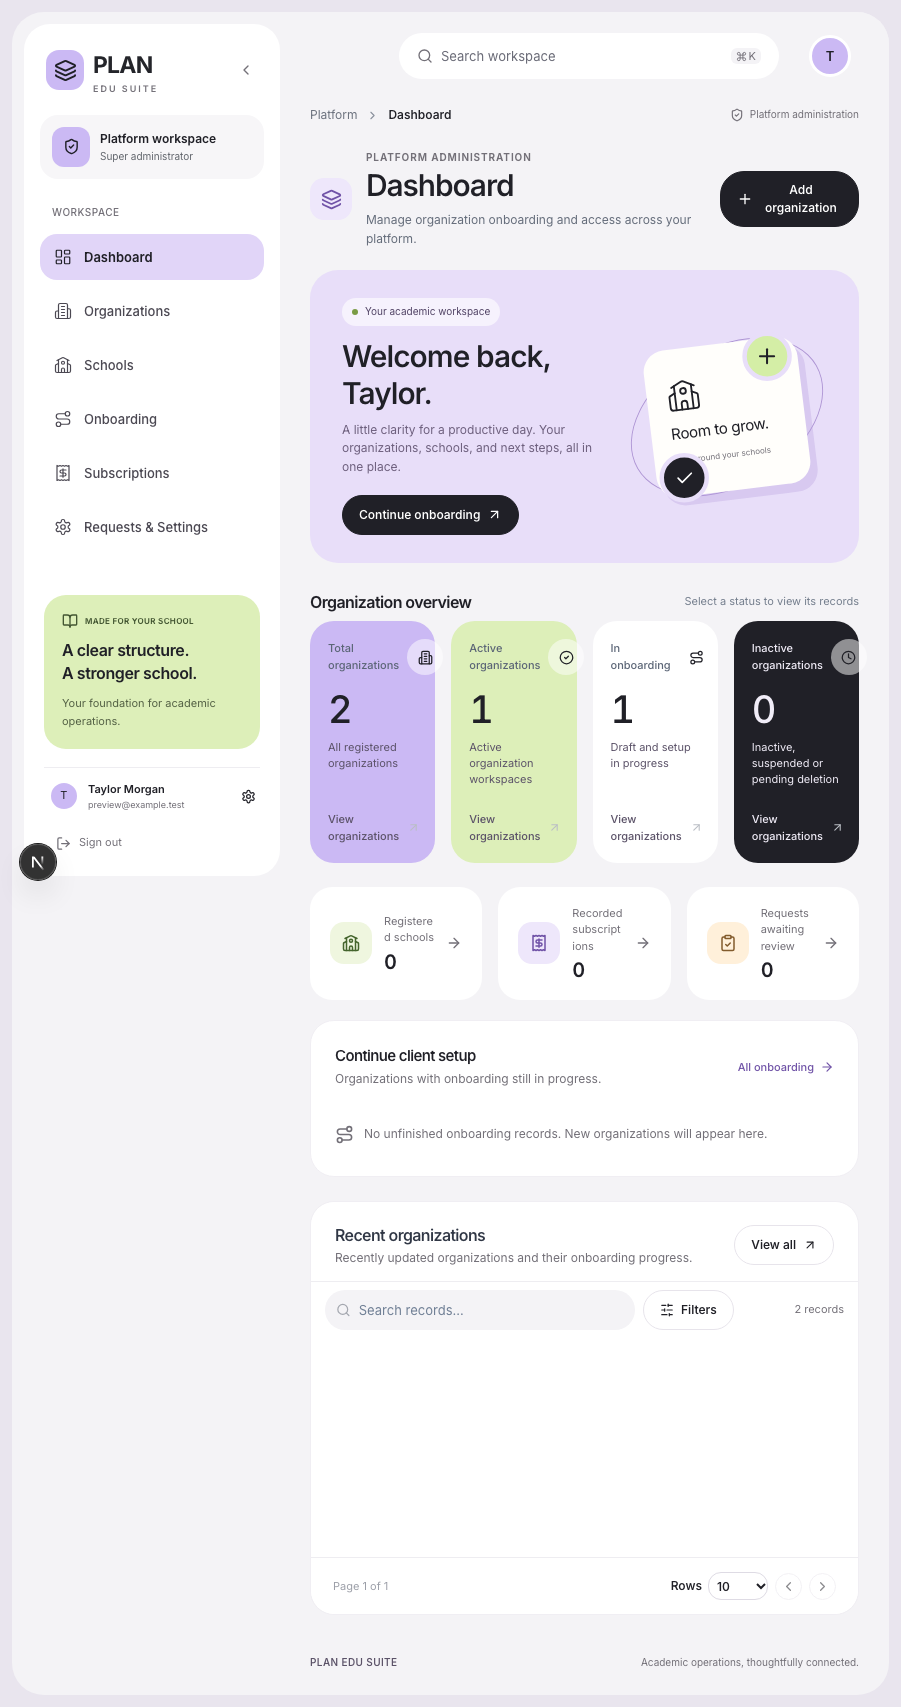 PLAN
EDU SUITE
Platform workspace
Super administrator
WORKSPACE
Dashboard
Organizations
Schools
Onboarding
Subscriptions
Requests & Settings
MADE FOR YOUR SCHOOL
A clear structure.
A stronger school.
Your foundation for academic
operations.
T
Taylor Morgan
preview@example.test
Sign out
N
Search workspace
⌘K
T
Platform
Dashboard
Platform administration
PLATFORM ADMINISTRATION
Dashboard
Manage organization onboarding and access across your
platform.
Add
organization
Your academic workspace
Welcome back,
Taylor.
A little clarity for a productive day. Your
organizations, schools, and next steps, all in
one place.
Continue onboarding
Room to grow.
round your schools
Organization overview
Select a status to view its records
Total
organizations
2
All registered
organizations
View
organizations
Active
organizations
1
Active
organization
workspaces
View
organizations
In
onboarding
1
Draft and setup
in progress
View
organizations
Inactive
organizations
0
Inactive,
suspended or
pending deletion
View
organizations
Registere
d schools
0
Recorded
subscript
ions
0
Requests
awaiting
review
0
Continue client setup
Organizations with onboarding still in progress.
All onboarding
No unfinished onboarding records. New organizations will appear here.
Recent organizations
Recently updated organizations and their onboarding progress.
View all
Search records...
Filters
2 records
Page 1 of 1
Rows
10
PLAN EDU SUITE
Academic operations, thoughtfully connected.